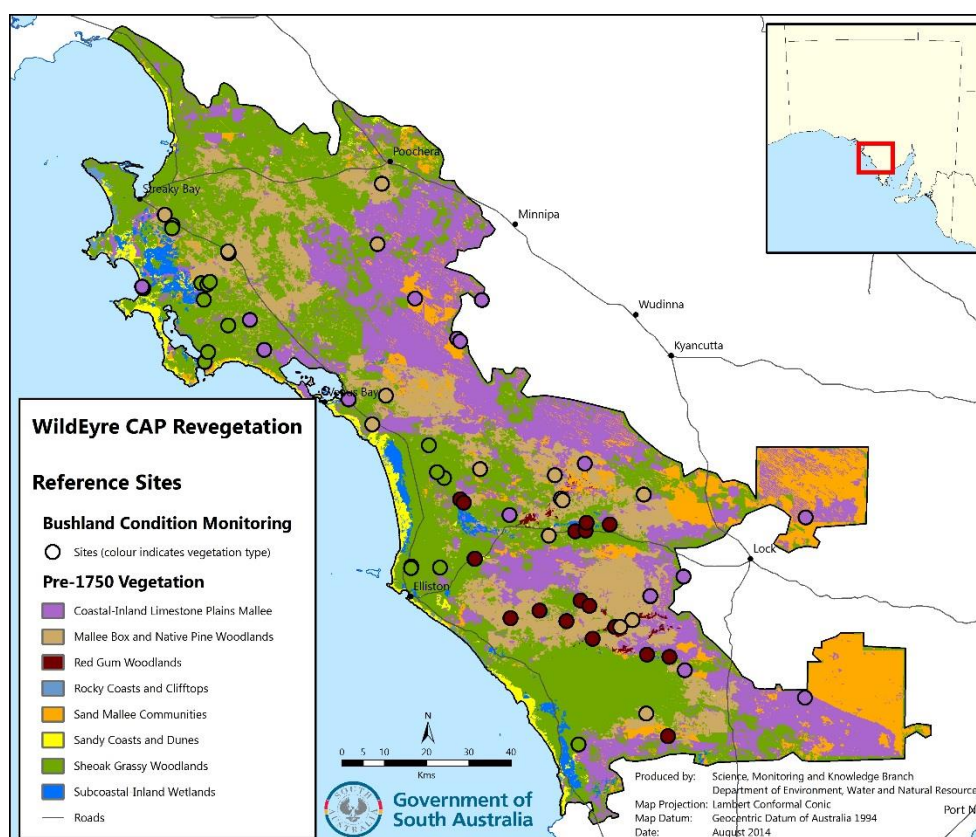 Poochera
Streaky Bay
Minnipa
Wudinna
Kyancutta
Venus Bay
Lock
Elliston
WildEyre CAP Revegetation
Reference Sites
Bushland Condition Monitoring
Sites (colour indicates vegetation type)
Pre-1750 Vegetation
Coastal-Inland Limestone Plains Mallee
Mallee Box and Native Pine Woodlands
Red Gum Woodlands
Rocky Coasts and Clifftops
Sand Mallee Communities
Sandy Coasts and Dunes
Sheoak Grassy Woodlands
Subcoastal Inland Wetlands
Roads
N
0 5 10 20 30 40
Kms
SOUTH AUSTRALIA
Government of
South Australia
Produced by: Science, Monitoring and Knowledge Branch
Department of Environment, Water and Natural Resource
Map Projection: Lambert Conformal Conic
Map Datum: Geocentric Datum of Australia 1994
Date: August 2014
Port N